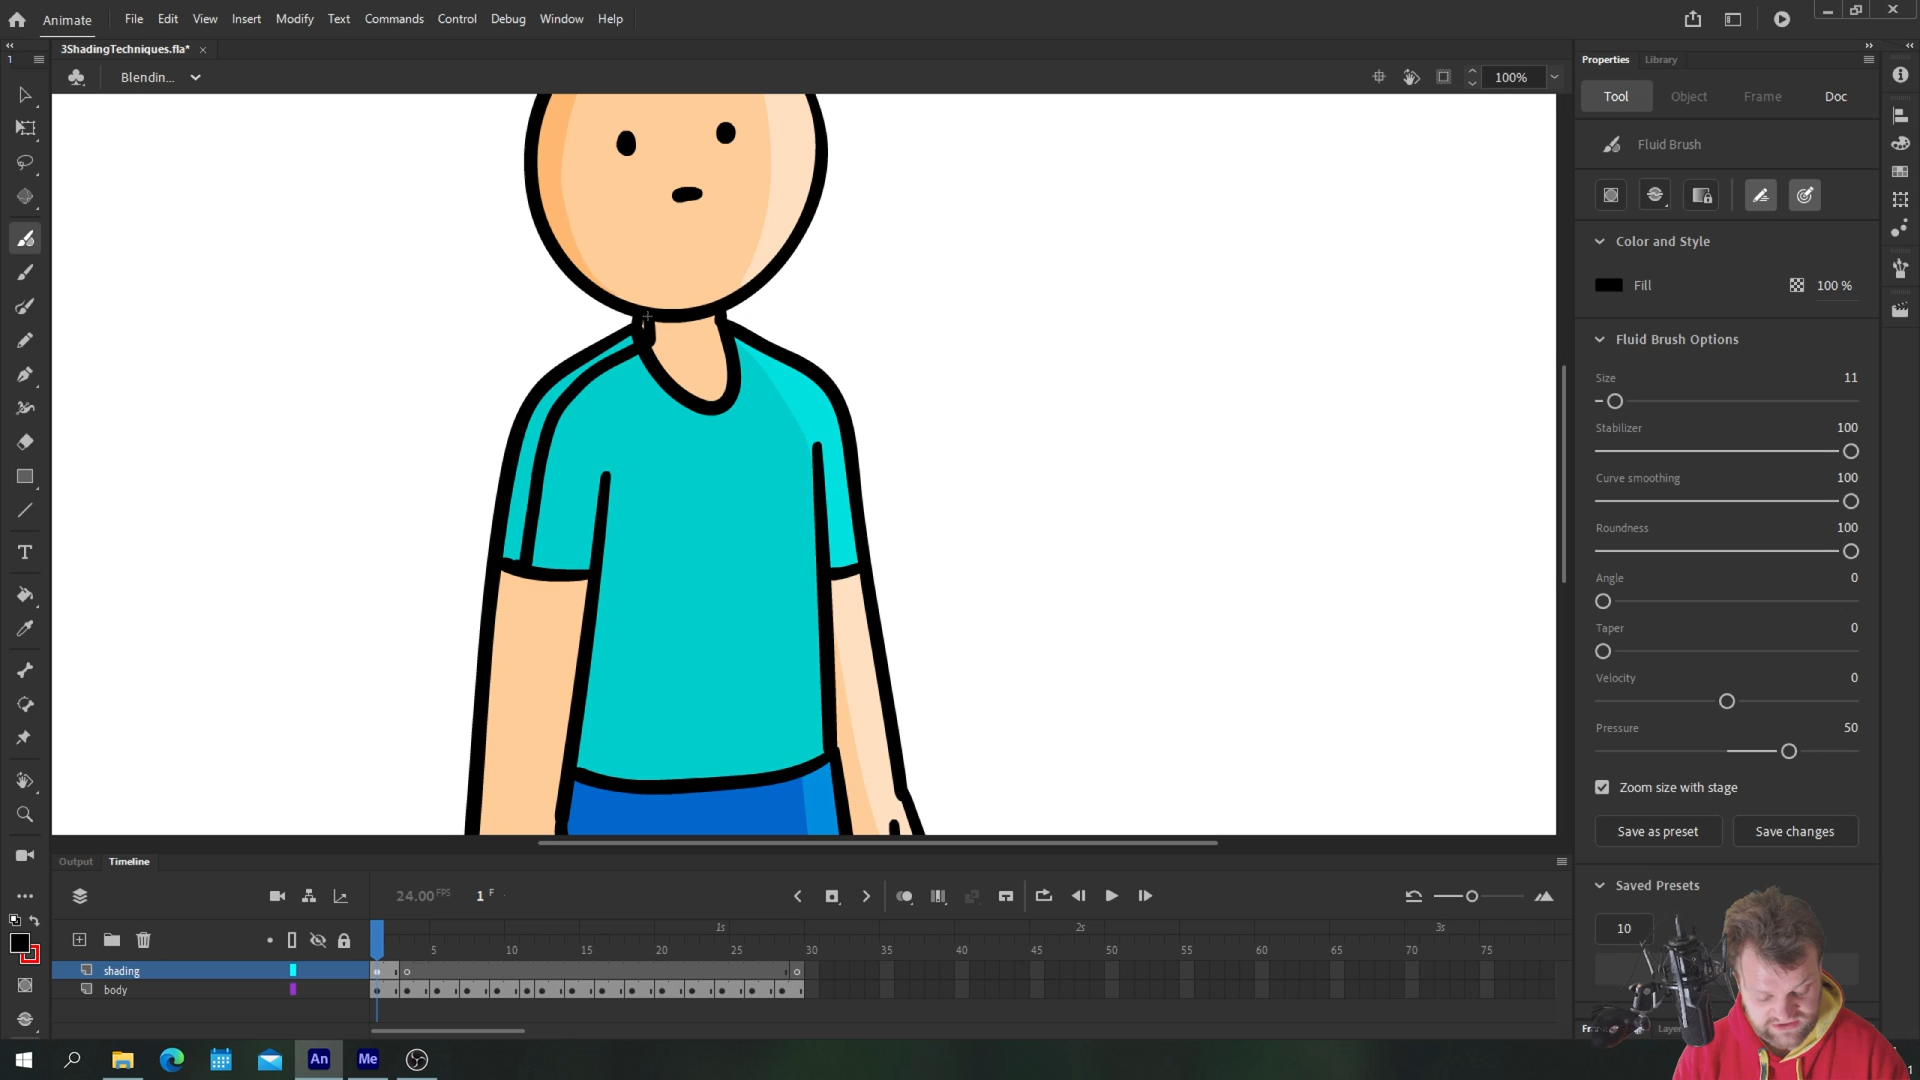 Animate File Edit View Insert Modify Text Commands Control Debug Window Help
3ShadingTechniques.fla*
Blendin...
100%
Properties Library
Tool Object Frame Doc
Fluid Brush
Color and Style
Fill 100 %
Fluid Brush Options
Size 11
Stabilizer 100
Curve smoothing 100
Roundness 100
Angle 0
Taper 0
Velocity 0
Pressure 50
Zoom size with stage
Save as preset Save changes
Saved Presets
10
Output Timeline
24.00 FPS 1 F
1s 2s 3s
5 10 15 20 25 30 35 40 45 50 55 60 65 70 75
shading
body
An Me